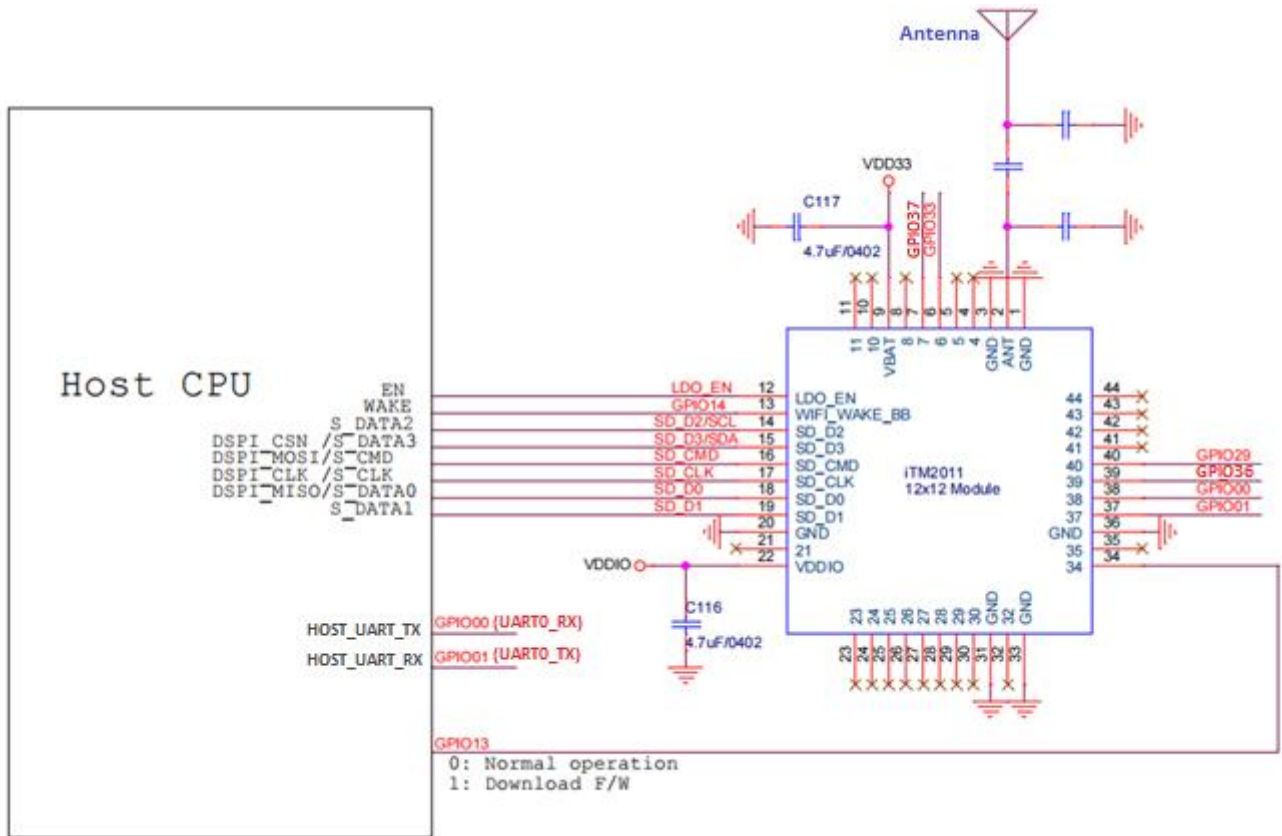 Antenna
VDD33
C117
4.7uF/0402
GPIO37
GPIO33
11
10
9
8
7
6
5
4
3
2
1
11
10
VBAT
8
7
6
5
4
GND
ANT
GND
Host CPU
EN
WAKE
S_DATA2
DSPI_CSN /S_DATA3
DSPI_MOSI/S_CMD
DSPI_CLK /S_CLK
DSPI_MISO/S_DATA0
S_DATA1
LDO_EN
GPIO14
SD_D2/SCL
SD_D3/SDA
SD_CMD
SD_CLK
SD_D0
SD_D1
12
13
14
15
16
17
18
19
20
21
22
LDO_EN
WIFI_WAKE_BB
SD_D2
SD_D3
SD_CMD
SD_CLK
SD_D0
SD_D1
GND
21
VDDIO
iTM2011
12x12 Module
44
43
42
41
40
39
38
37
GND
35
34
44
43
42
41
40
39
38
37
36
35
34
GPIO29
GPIO36
GPIO00
GPIO01
VDDIO
C116
4.7uF/0402
23
24
25
26
27
28
29
30
GND
32
GND
23
24
25
26
27
28
29
30
31
32
33
HOST_UART_TX
GPIO00 (UART0_RX)
HOST_UART_RX
GPIO01 (UART0_TX)
GPIO13
0: Normal operation
1: Download F/W